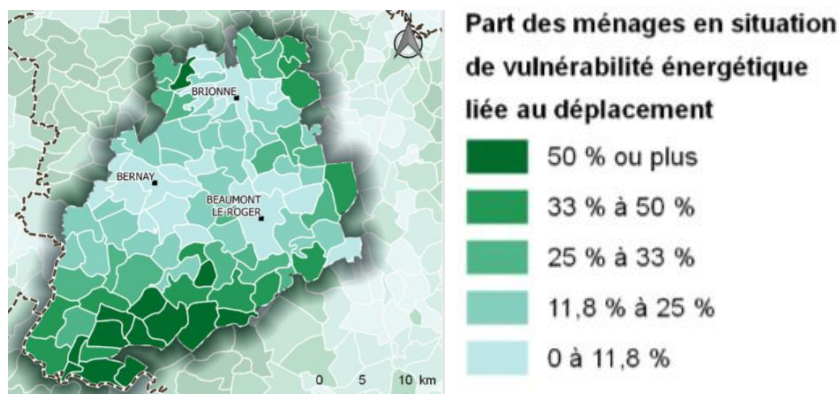 BRIONNE
BERNAY
BEAUMONT
LE-ROGER
0 5 10 km
Part des ménages en situation
de vulnérabilité énergétique
liée au déplacement
50 % ou plus
33 % à 50 %
25 % à 33 %
11,8 % à 25 %
0 à 11,8 %